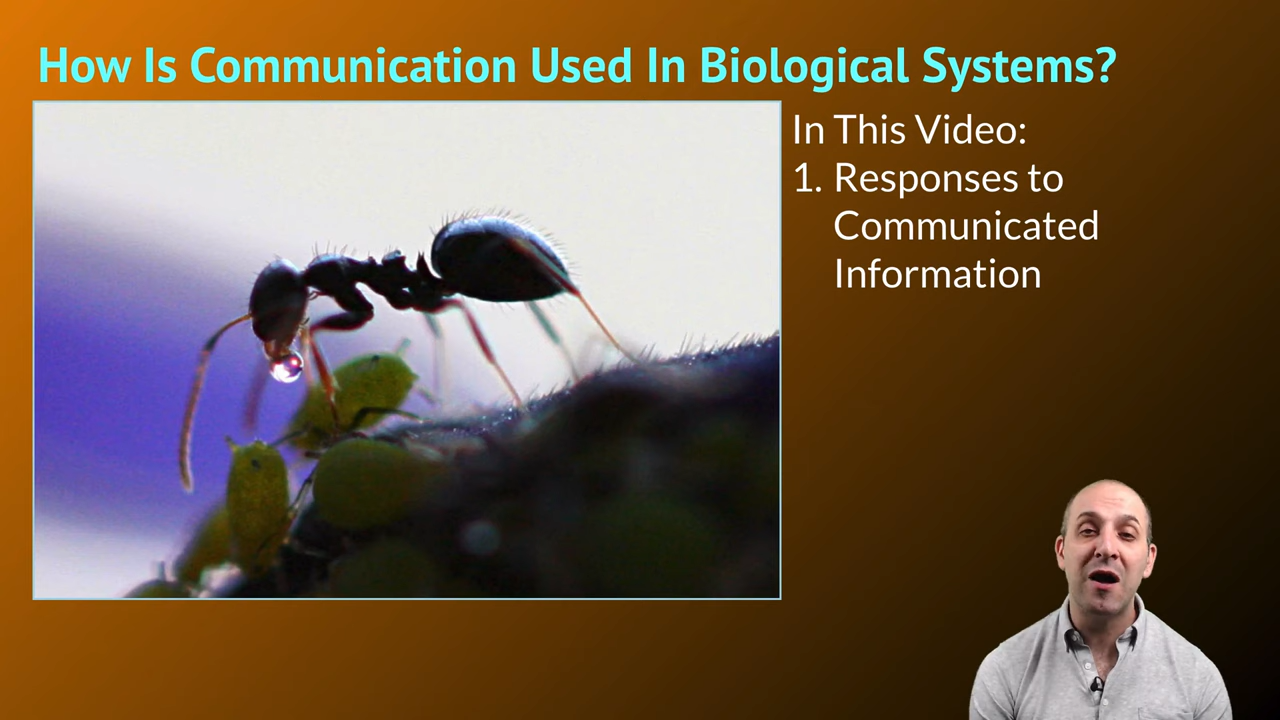 How Is Communication Used In Biological Systems?
In This Video:
1. Responses to
Communicated
Information